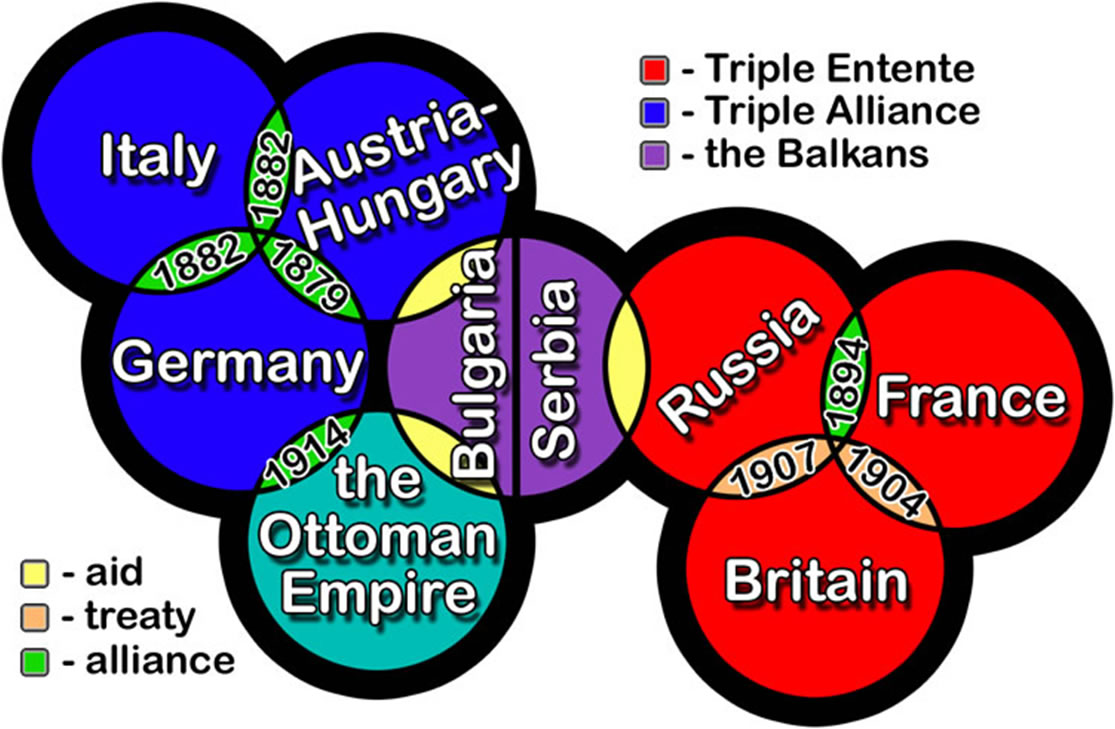 Italy
1882
Austria-
Hungary
1882
1879
Germany
1914
the
Ottoman
Empire
Bulgaria
Serbia
Russia
1894
France
1907
1904
Britain
- Triple Entente
- Triple Alliance
- the Balkans
- aid
- treaty
- alliance